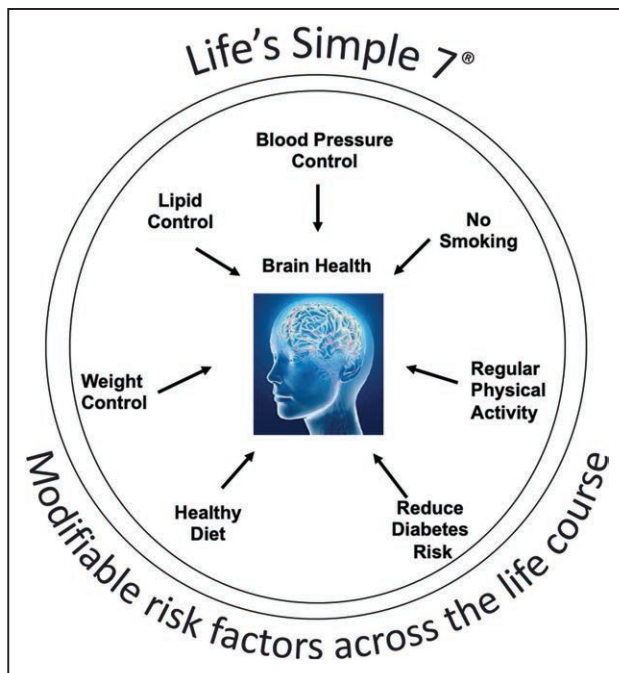 Life's Simple 7®
Blood Pressure
Control
Lipid
Control
No
Smoking
Brain Health
Weight
Control
Regular
Physical
Activity
Healthy
Diet
Reduce
Diabetes
Risk
Modifiable risk factors across the life course